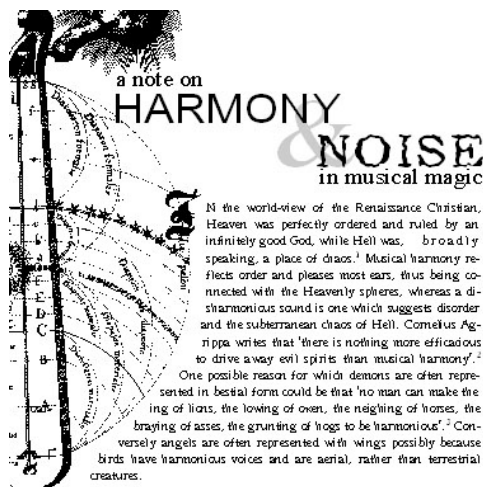 a note on
HARMONY
&
NOISE
in musical magic
IN the world-view of the Renaissance Christian,
Heaven was perfectly ordered and ruled by an
infinitely good God, while Hell was, broadly
speaking, a place of chaos.¹ Musical harmony re-
flects order and pleases most ears, thus being co-
nnected with the Heavenly spheres, whereas a di-
sharmonious sound is one which suggests disorder
and the subterranean chaos of Hell. Cornelius Ag-
rippa writes that 'there is nothing more efficacious
to drive away evil spirits than musical harmony'.²
One possible reason for which demons are often repre-
sented in bestial form could be that 'no man can make the
ing of lions, the lowing of oxen, the neighing of horses, the
braying of asses, the grunting of hogs to be harmonious'.³ Con-
versely angels are often represented with wings possibly because
birds have harmonious voices and are aerial, rather than terrestrial
creatures.
Diapason formalis
F
E
D
C
B
A